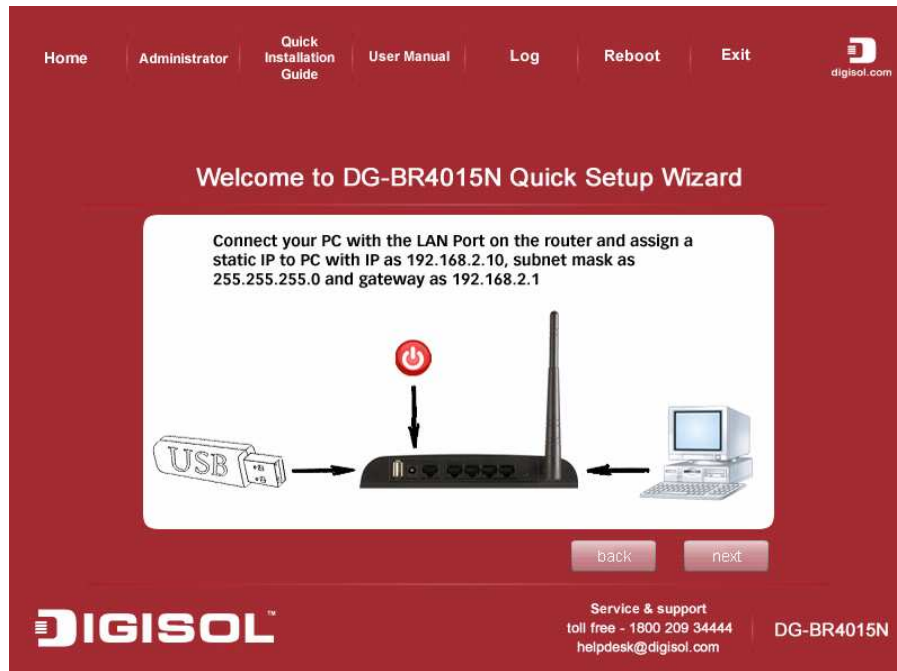 Home
Administrator
Quick
Installation
Guide
User Manual
Log
Reboot
Exit
digisol.com
Welcome to DG-BR4015N Quick Setup Wizard
Connect your PC with the LAN Port on the router and assign a
static IP to PC with IP as 192.168.2.10, subnet mask as
255.255.255.0 and gateway as 192.168.2.1
USB
back
next
DIGISOL™
Service & support
toll free - 1800 209 34444
helpdesk@digisol.com
DG-BR4015N